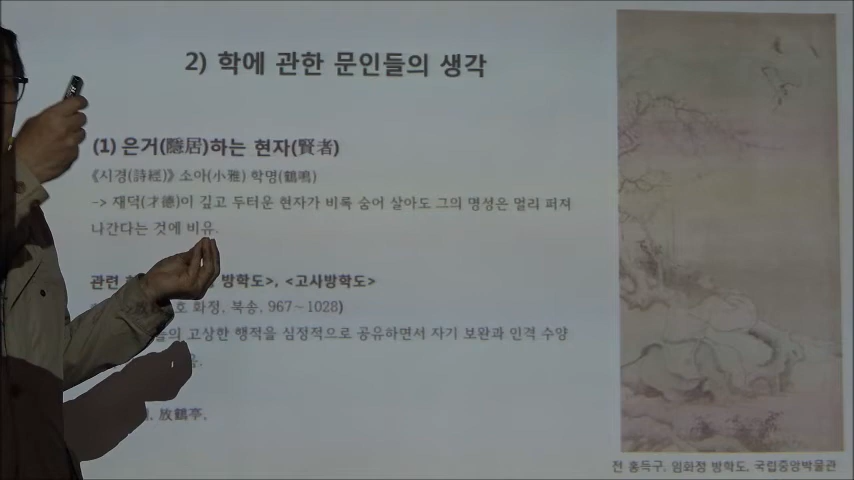 2) 학에 관한 문인들의 생각
(1) 은거(隱居)하는 현자(賢者)
《시경(詩經)》 소아(小雅) 학명(鶴鳴)
-> 재덕(才德)이 깊고 두터운 현자가 비록 숨어 살아도 그의 명성은 멀리 퍼져
나간다는 것에 비유.
관련 방학도>, <고사방학도>
호 화정, 북송, 967~1028)
들의 고상한 행적을 심정적으로 공유하면서 자기 보완과 인격 수양
放鶴亭,
전 홍득구, 임화정 방학도, 국립중앙박물관